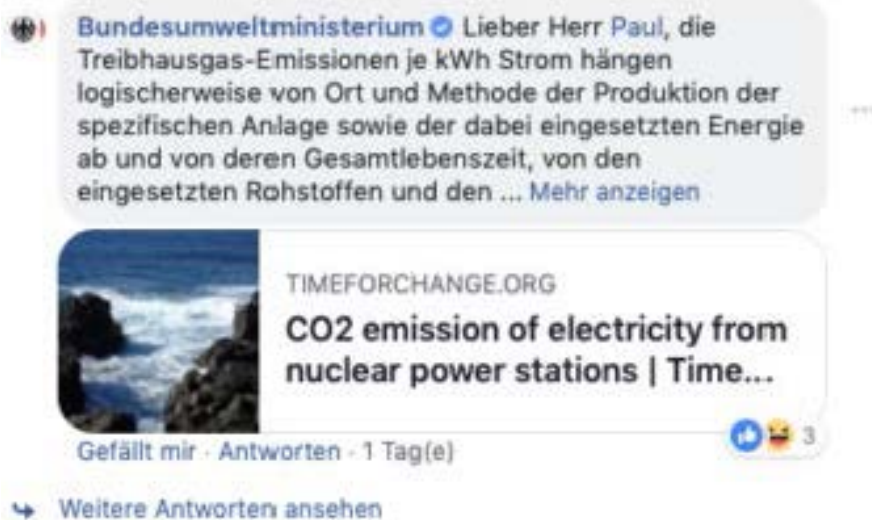 Bundesumweltministerium Lieber Herr Paul, die
Treibhausgas-Emissionen je kWh Strom hängen
logischerweise von Ort und Methode der Produktion der
spezifischen Anlage sowie der dabei eingesetzten Energie
ab und von deren Gesamtlebenszeit, von den
eingesetzten Rohstoffen und den ... Mehr anzeigen
TIMEFORCHANGE.ORG
CO2 emission of electricity from
nuclear power stations | Time...
3
Gefällt mir · Antworten · 1 Tag(e)
Weitere Antworten ansehen